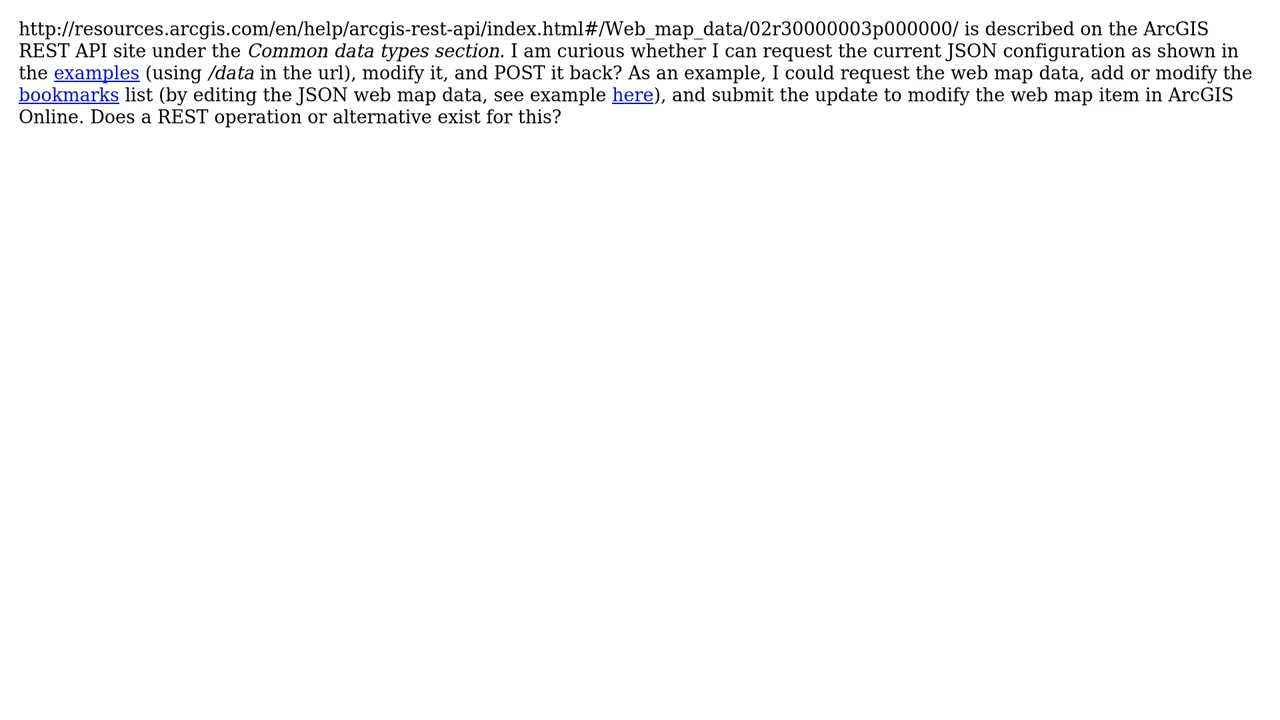 http://resources.arcgis.com/en/help/arcgis-rest-api/index.html#/Web_map_data/02r30000003p000000/ is described on the ArcGIS
REST API site under the Common data types section. I am curious whether I can request the current JSON configuration as shown in
the examples (using /data in the url), modify it, and POST it back? As an example, I could request the web map data, add or modify the
bookmarks list (by editing the JSON web map data, see example here), and submit the update to modify the web map item in ArcGIS
Online. Does a REST operation or alternative exist for this?